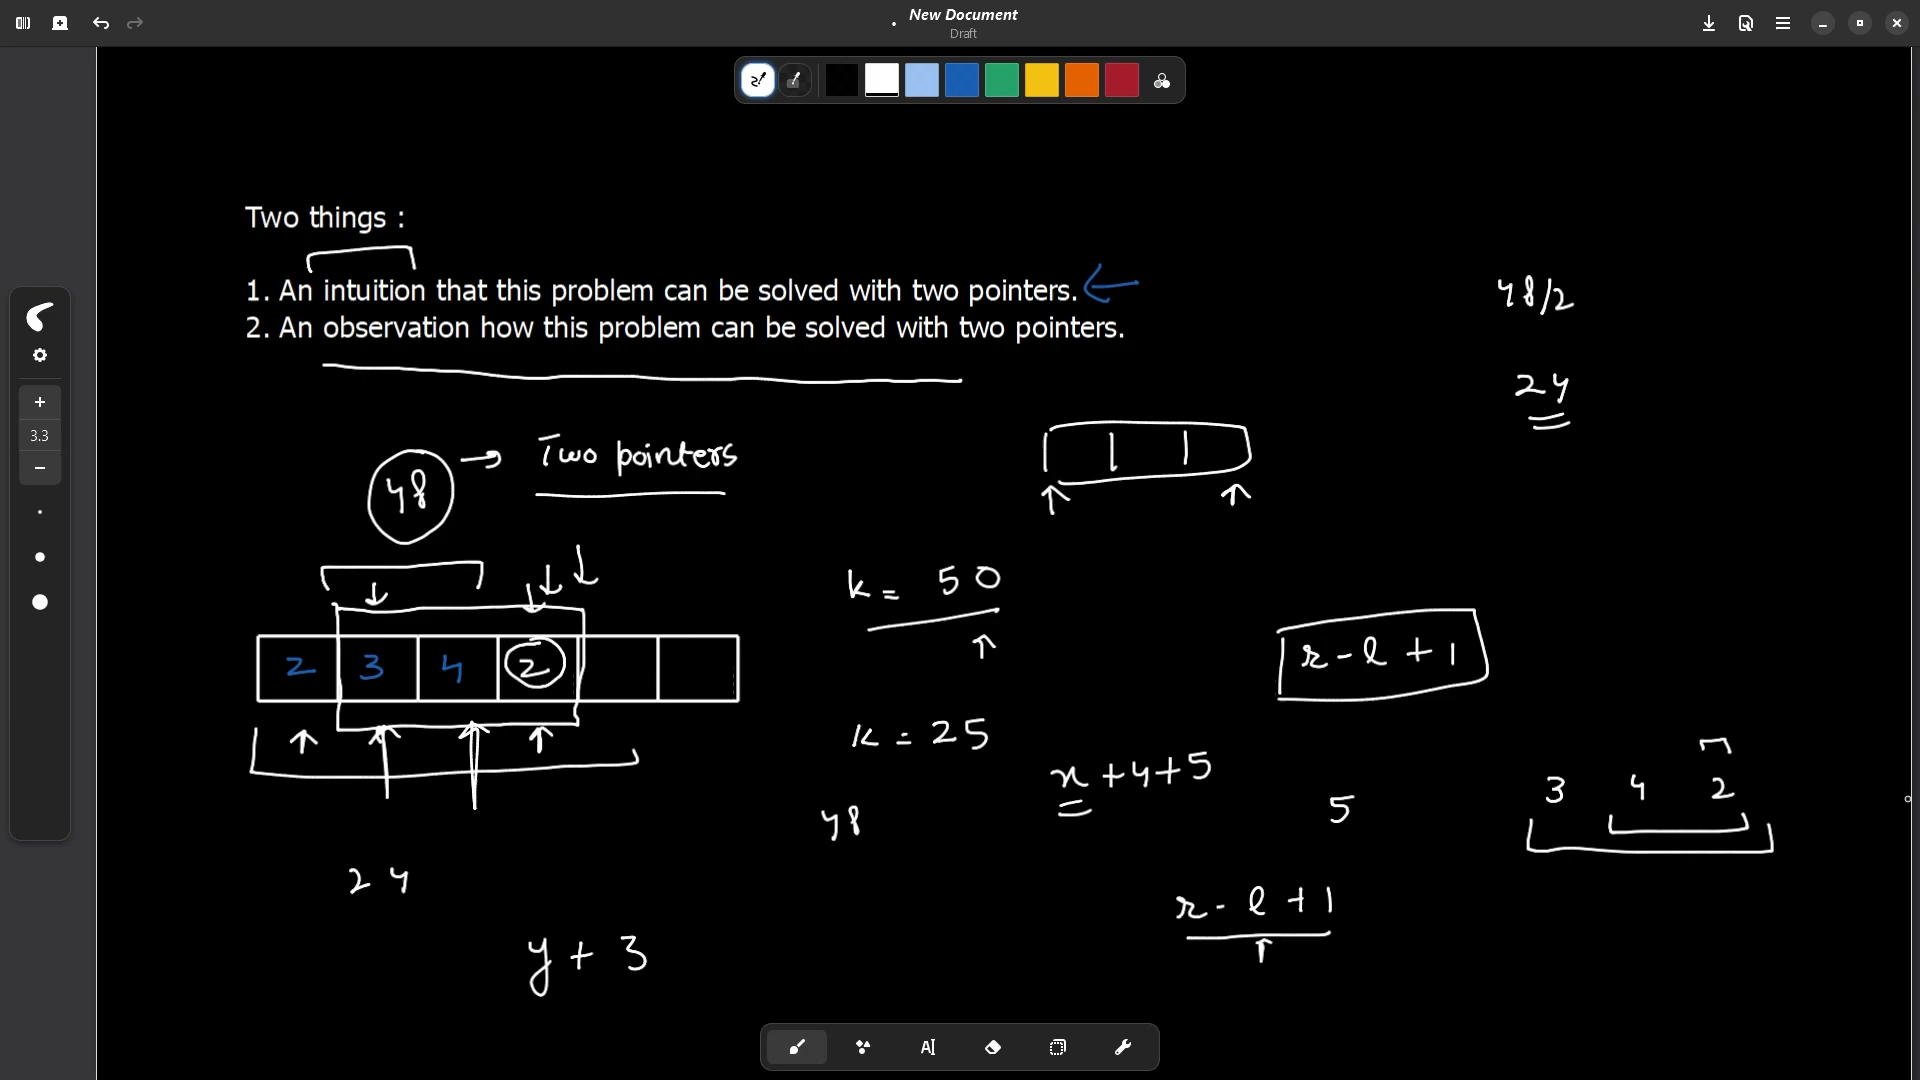 New Document
Draft
Two things :
1. An intuition that this problem can be solved with two pointers.
2. An observation how this problem can be solved with two pointers.
48/2
24
48 → Two pointers
k = 50
2 3 4 2
r - l + 1
k = 25
x + 4 + 5
48
5
3 4 2
24
r - l + 1
y + 3
+
3.3
−
AI